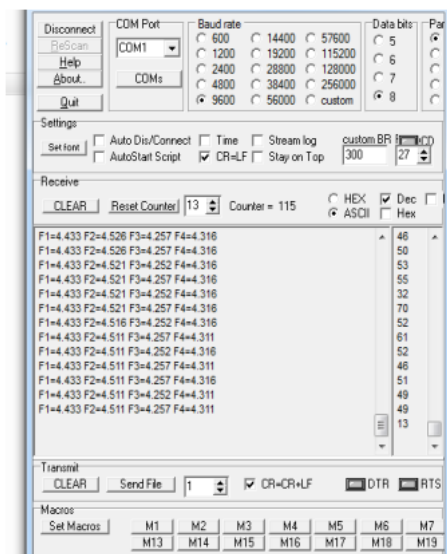 Disconnect
ReScan
Help
About..
Quit
COM Port
COM1
COMs
Baud rate
600 14400 57600
1200 19200 115200
2400 28800 128000
4800 38400 256000
9600 56000 custom
Data bits
5
6
7
8
Par
Settings
Set font
Auto Dis/Connect Time Stream log
AutoStart Script CR=LF Stay on Top
custom BR
300
27
Receive
CLEAR Reset Counter 13 Counter = 115
HEX Dec
ASCII Hex
F1=4.433 F2=4.526 F3=4.257 F4=4.316
F1=4.433 F2=4.526 F3=4.257 F4=4.316
F1=4.433 F2=4.521 F3=4.252 F4=4.316
F1=4.433 F2=4.521 F3=4.257 F4=4.316
F1=4.433 F2=4.521 F3=4.252 F4=4.316
F1=4.433 F2=4.521 F3=4.257 F4=4.316
F1=4.433 F2=4.516 F3=4.252 F4=4.316
F1=4.433 F2=4.511 F3=4.257 F4=4.311
F1=4.433 F2=4.511 F3=4.252 F4=4.316
F1=4.433 F2=4.511 F3=4.252 F4=4.311
F1=4.433 F2=4.511 F3=4.257 F4=4.316
F1=4.433 F2=4.511 F3=4.252 F4=4.311
F1=4.433 F2=4.511 F3=4.257 F4=4.311
46
50
53
55
32
70
52
61
52
46
51
49
49
13
Transmit
CLEAR Send File 1 CR=CR+LF DTR RTS
Macros
Set Macros M1 M2 M3 M4 M5 M6 M7
M13 M14 M15 M16 M17 M18 M19